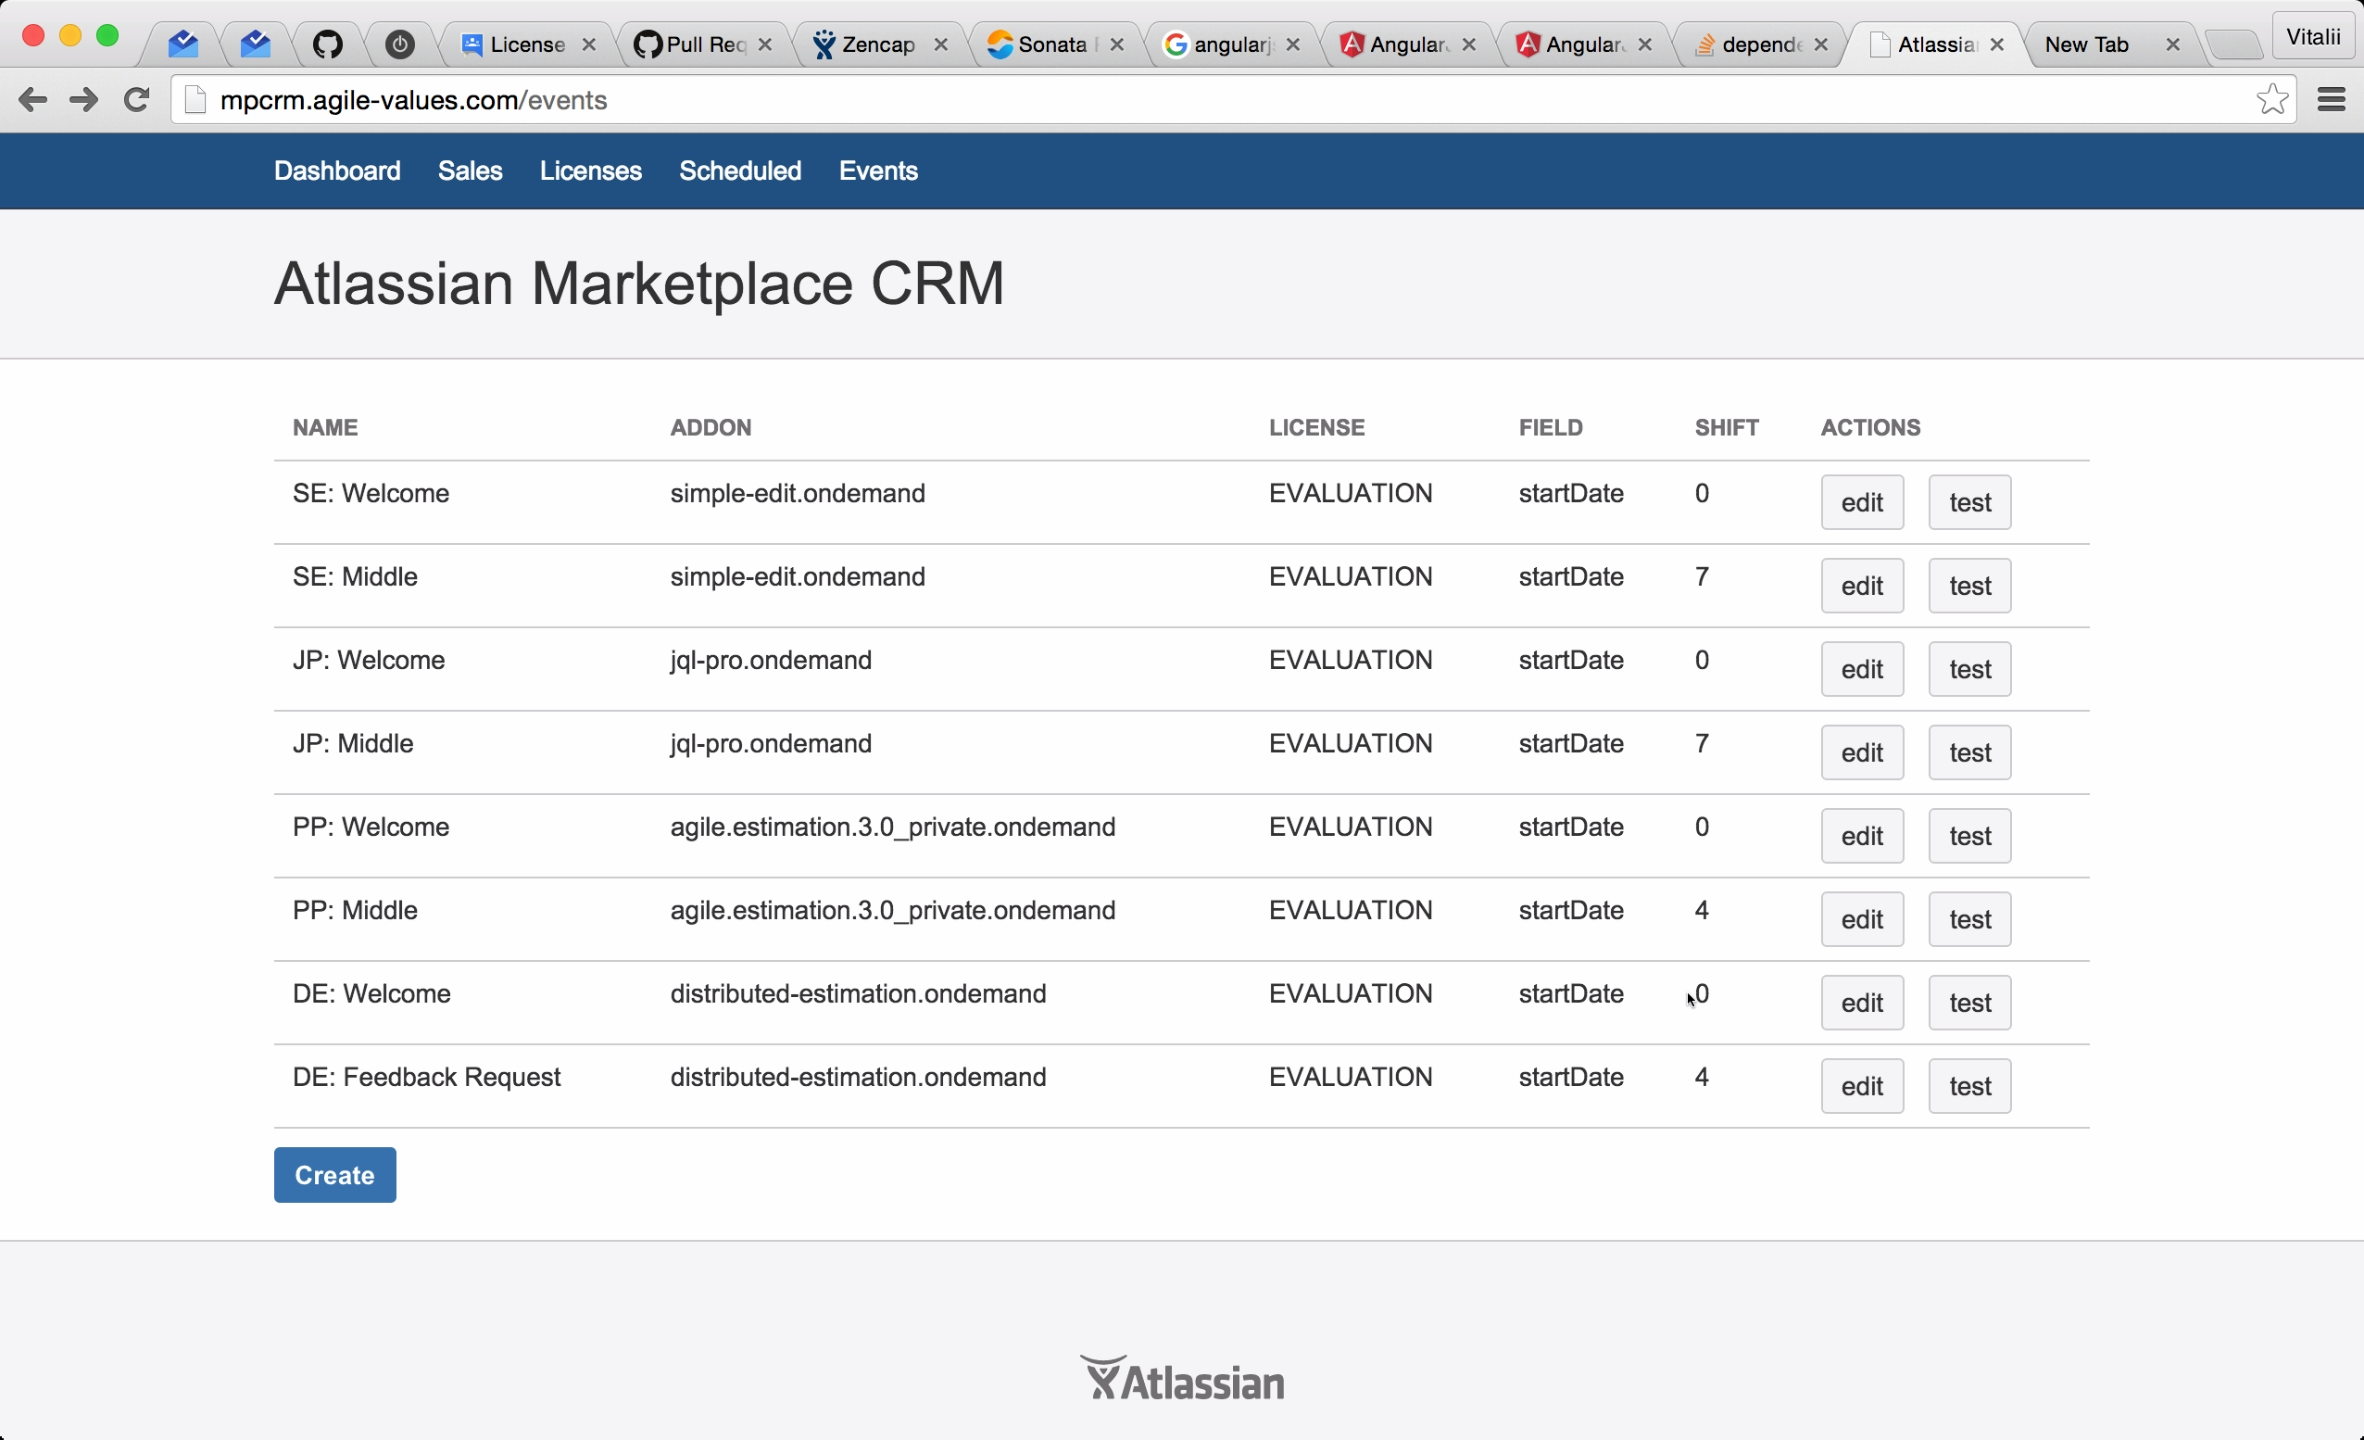 License Pull Req Zencap Sonata angularj Angular Angular depend Atlassia New Tab Vitalii
mpcrm.agile-values.com/events
Dashboard Sales Licenses Scheduled Events
Atlassian Marketplace CRM
NAME ADDON LICENSE FIELD SHIFT ACTIONS
SE: Welcome simple-edit.ondemand EVALUATION startDate 0 edit test
SE: Middle simple-edit.ondemand EVALUATION startDate 7 edit test
JP: Welcome jql-pro.ondemand EVALUATION startDate 0 edit test
JP: Middle jql-pro.ondemand EVALUATION startDate 7 edit test
PP: Welcome agile.estimation.3.0_private.ondemand EVALUATION startDate 0 edit test
PP: Middle agile.estimation.3.0_private.ondemand EVALUATION startDate 4 edit test
DE: Welcome distributed-estimation.ondemand EVALUATION startDate 0 edit test
DE: Feedback Request distributed-estimation.ondemand EVALUATION startDate 4 edit test
Create
Atlassian